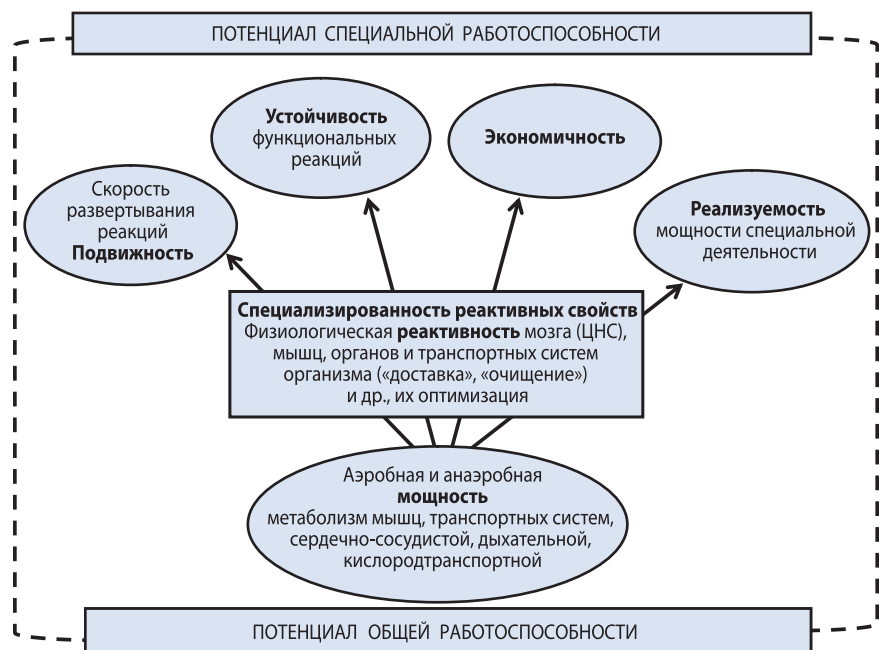 ПОТЕНЦИАЛ СПЕЦИАЛЬНОЙ РАБОТОСПОСОБНОСТИ
Устойчивость
функциональных
реакций
Экономичность
Скорость
развертывания
реакций
Подвижность
Реализуемость
мощности специальной
деятельности
Специализированность реактивных свойств
Физиологическая реактивность мозга (ЦНС),
мышц, органов и транспортных систем
организма («доставка», «очищение»)
и др., их оптимизация
Аэробная и анаэробная
мощность
метаболизм мышц, транспортных систем,
сердечно-сосудистой, дыхательной,
кислородтранспортной
ПОТЕНЦИАЛ ОБЩЕЙ РАБОТОСПОСОБНОСТИ